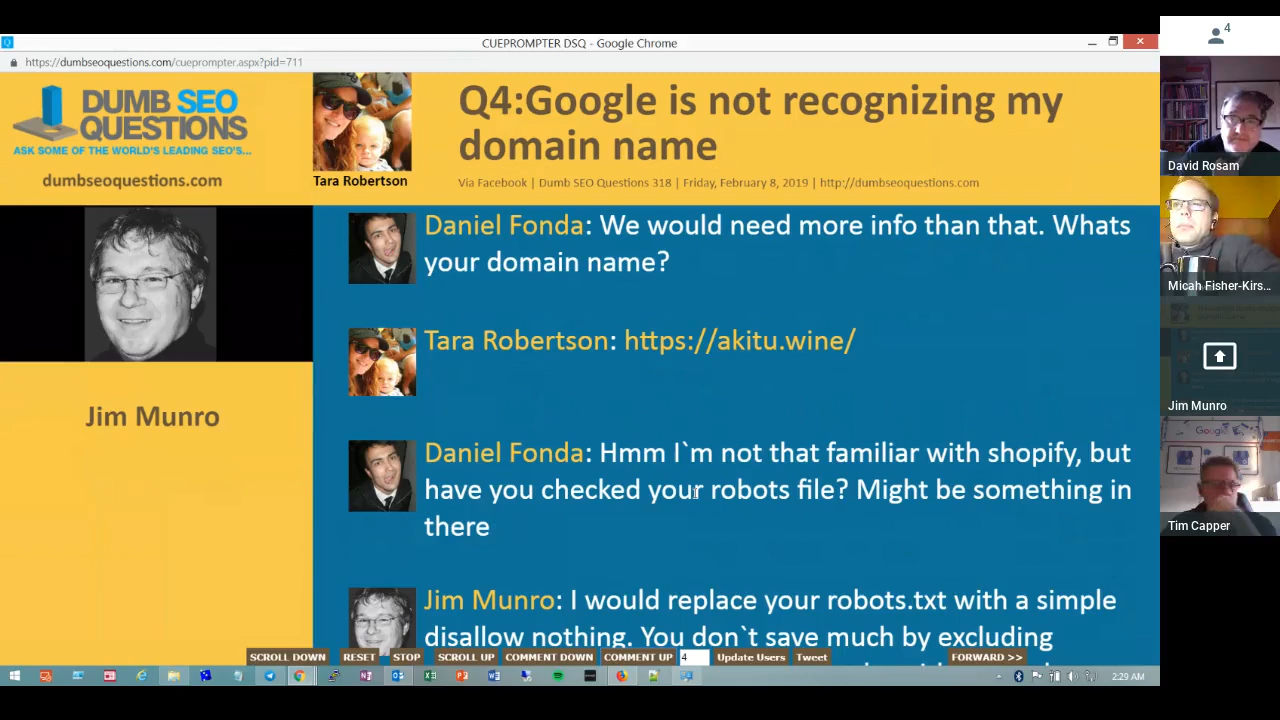 CUEPROMPTER DSQ - Google Chrome
https://dumbseoquestions.com/cueprompter.aspx?pid=711
DUMB SEO
QUESTIONS
ASK SOME OF THE WORLD'S LEADING SEO'S...
dumbseoquestions.com
Tara Robertson
Q4:Google is not recognizing my
domain name
Via Facebook | Dumb SEO Questions 318 | Friday, February 8, 2019 | http://dumbseoquestions.com
Jim Munro
Daniel Fonda: We would need more info than that. Whats
your domain name?
Tara Robertson: https://akitu.wine/
Daniel Fonda: Hmm I`m not that familiar with shopify, but
have you checked your robots file? Might be something in
there
Jim Munro: I would replace your robots.txt with a simple
disallow nothing. You don`t save much by excluding
SCROLL DOWN RESET STOP SCROLL UP COMMENT DOWN COMMENT UP 4 Update Users Tweet FORWARD >>
2:29 AM
4
David Rosam
Micah Fisher-Kirs...
Jim Munro
Google
Tim Capper